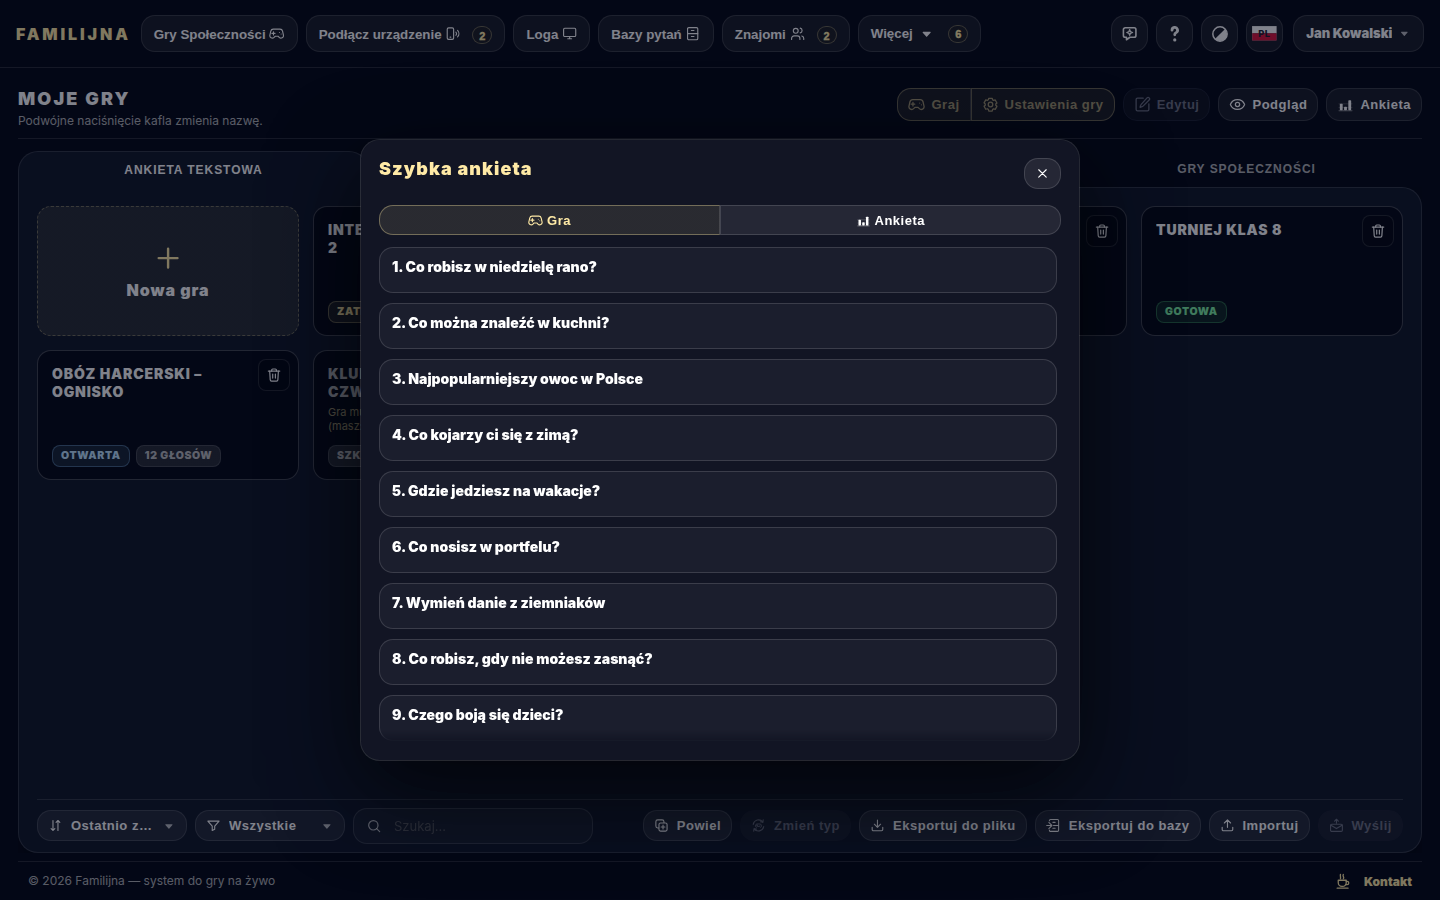 FAMILIJNA
Gry Społeczności
Podłącz urządzenie 2
Loga
Bazy pytań
Znajomi 2
Więcej 6
?
PL
Jan Kowalski
MOJE GRY
Podwójne naciśnięcie kafla zmienia nazwę.
Graj
Ustawienia gry
Edytuj
Podgląd
Ankieta
ANKIETA TEKSTOWA
GRY SPOŁECZNOŚCI
Nowa gra
2
TURNIEJ KLAS 8
GOTOWA
OBÓZ HARCERSKI –
OGNISKO
OTWARTA
12 GŁOSÓW
Gra
Szybka ankieta
Gra
Ankieta
1. Co robisz w niedzielę rano?
2. Co można znaleźć w kuchni?
3. Najpopularniejszy owoc w Polsce
4. Co kojarzy ci się z zimą?
5. Gdzie jedziesz na wakacje?
6. Co nosisz w portfelu?
7. Wymień danie z ziemniaków
8. Co robisz, gdy nie możesz zasnąć?
9. Czego boją się dzieci?
Ostatnio z...
Wszystkie
Szukaj...
Powiel
Zmień typ
Eksportuj do pliku
Eksportuj do bazy
Importuj
Wyślij
© 2026 Familijna — system do gry na żywo
Kontakt